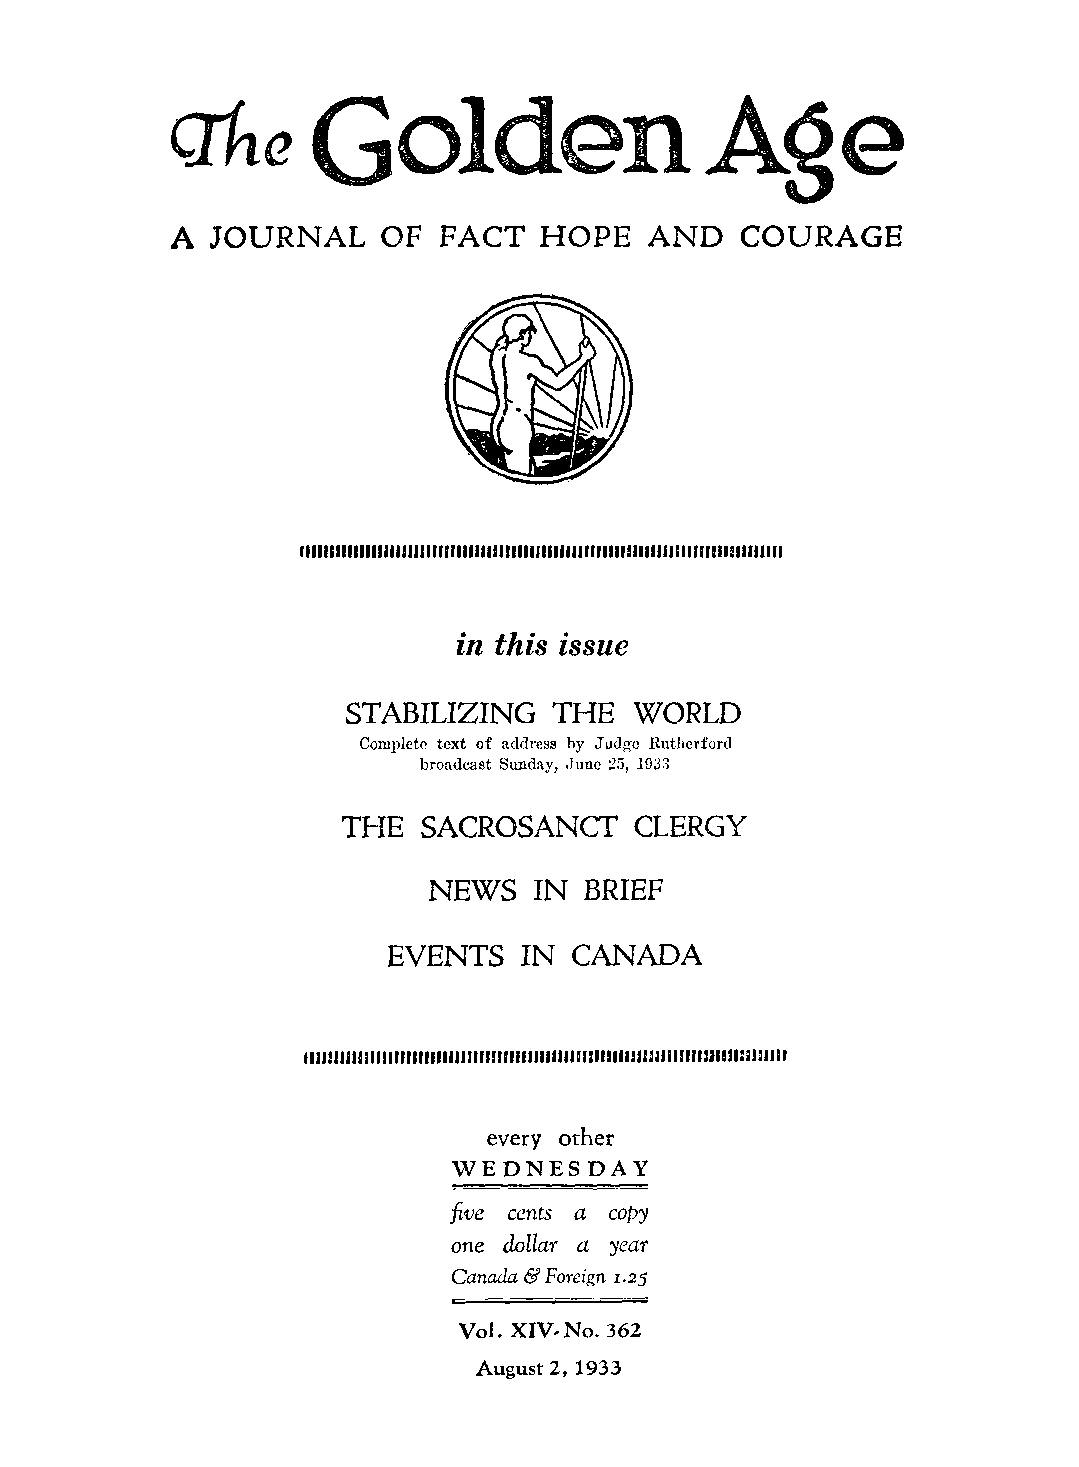 The Golden Age
A JOURNAL OF FACT HOPE AND COURAGE
in this issue
STABILIZING THE WORLD
Complete text of address by Judge Rutherford
broadcast Sunday, June 25, 1933
THE SACROSANCT CLERGY
NEWS IN BRIEF
EVENTS IN CANADA
every other
WEDNESDAY
five cents a copy
one dollar a year
Canada & Foreign 1.25
Vol. XIV-No. 362
August 2, 1933